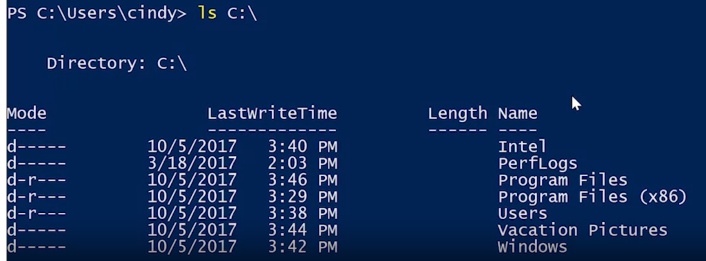 PS C:\Users\cindy> ls C:\
Directory: C:\
Mode LastWriteTime Length Name
---- ------------- ------ ----
d----- 10/5/2017 3:40 PM Intel
d----- 3/18/2017 2:03 PM PerfLogs
d-r--- 10/5/2017 3:46 PM Program Files
d-r--- 10/5/2017 3:29 PM Program Files (x86)
d-r--- 10/5/2017 3:38 PM Users
d----- 10/5/2017 3:44 PM Vacation Pictures
d----- 10/5/2017 3:42 PM Windows